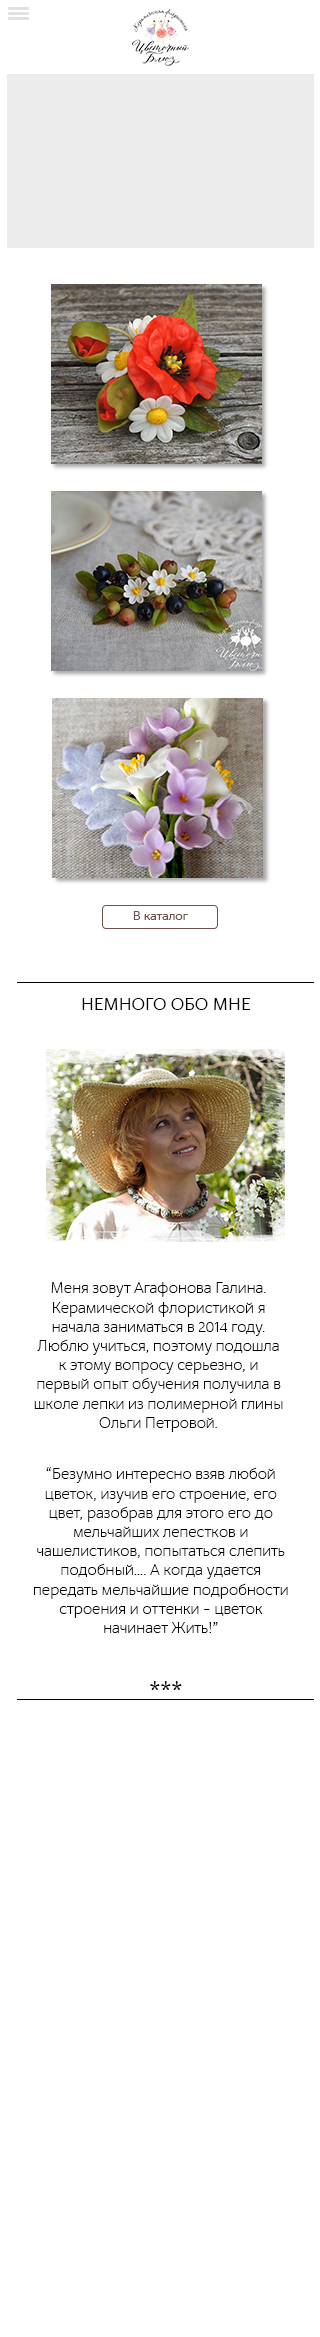 Керамическая флористика
Цветочный
Блюз
Цветочн
Блюз
В каталог
НЕМНОГО ОБО МНЕ
Меня зовут Агафонова Галина.
Керамической флористикой я
начала заниматься в 2014 году.
Люблю учиться, поэтому подошла
к этому вопросу серьезно, и
первый опыт обучения получила в
школе лепки из полимерной глины
Ольги Петровой.
“Безумно интересно взяв любой
цветок, изучив его строение, его
цвет, разобрав для этого его до
мельчайших лепестков и
чашелистиков, попытаться слепить
подобный.... А когда удается
передать мельчайшие подробности
строения и оттенки - цветок
начинает Жить!”
***